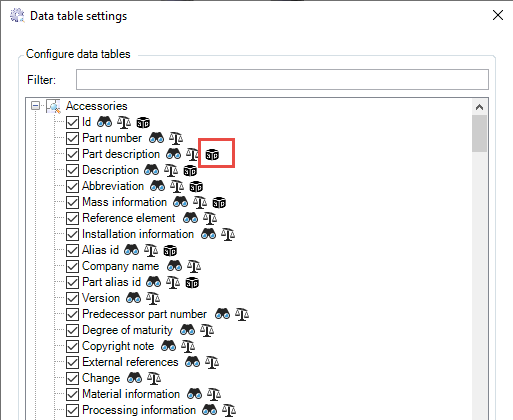 Data table settings
Configure data tables
Filter:
Accessories
Id
Part number
Part description
Description
Abbreviation
Mass information
Reference element
Installation information
Alias id
Company name
Part alias id
Version
Predecessor part number
Degree of maturity
Copyright note
External references
Change
Material information
Processing information